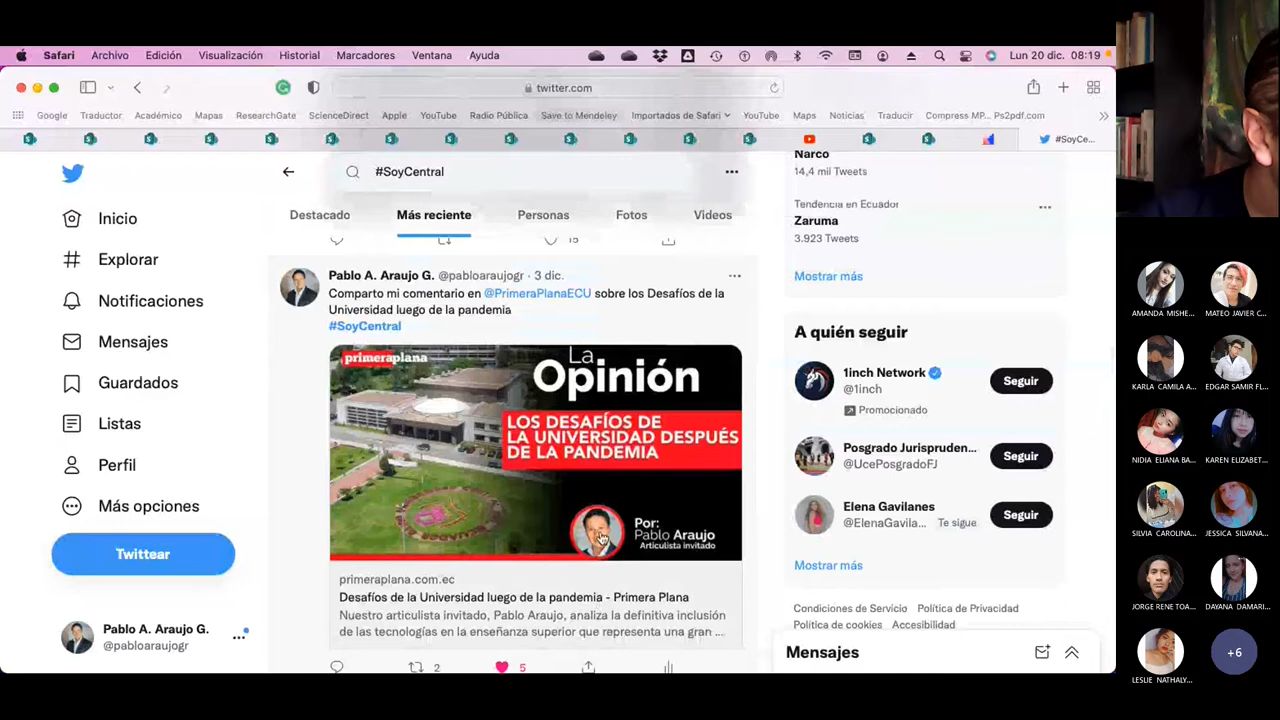 Safari Archivo Edición Visualización Historial Marcadores Ventana Ayuda Lun 20 dic. 08:19
twitter.com
Google Traductor Académico Mapas ResearchGate ScienceDirect Apple YouTube Radio Pública Save to Mendeley Importados de Safari YouTube Maps Noticias Traducir Compress MP... Ps2pdf.com
#SoyCe...
#SoyCentral
Destacado Más reciente Personas Fotos Videos
15
Inicio
Explorar
Notificaciones
Mensajes
Guardados
Listas
Perfil
Más opciones
Twittear
Pablo A. Araujo G.
@pabloaraujogr
Pablo A. Araujo G. @pabloaraujogr · 3 dic.
Comparto mi comentario en @PrimeraPlanaECU sobre los Desafíos de la
Universidad luego de la pandemia
#SoyCentral
primeraplana
La
Opinión
LOS DESAFÍOS DE
LA UNIVERSIDAD DESPUÉS
DE LA PANDEMIA
Por:
Pablo Araujo
Articulista invitado
primeraplana.com.ec
Desafíos de la Universidad luego de la pandemia - Primera Plana
Nuestro articulista invitado, Pablo Araujo, analiza la definitiva inclusión
de las tecnologías en la enseñanza superior que representa una gran ...
2 5
Narco
14,4 mil Tweets
Tendencia en Ecuador
Zaruma
3.923 Tweets
Mostrar más
A quién seguir
1inch Network
@1inch
Promocionado
Seguir
Posgrado Jurispruden...
@UcePosgradoFJ
Seguir
Elena Gavilanes
@ElenaGavila... Te sigue
Seguir
Mostrar más
Condiciones de Servicio Política de Privacidad
Política de cookies Accesibilidad
Mensajes
AMANDA MISHE... MATEO JAVIER C...
KARLA CAMILA A... EDGAR SAMIR FL...
NIDIA ELIANA BA... KAREN ELIZABET...
SILVIA CAROLINA... JESSICA SILVANA...
JORGE RENE TOA... DAYANA DAMARI...
LESLIE NATHALY... +6